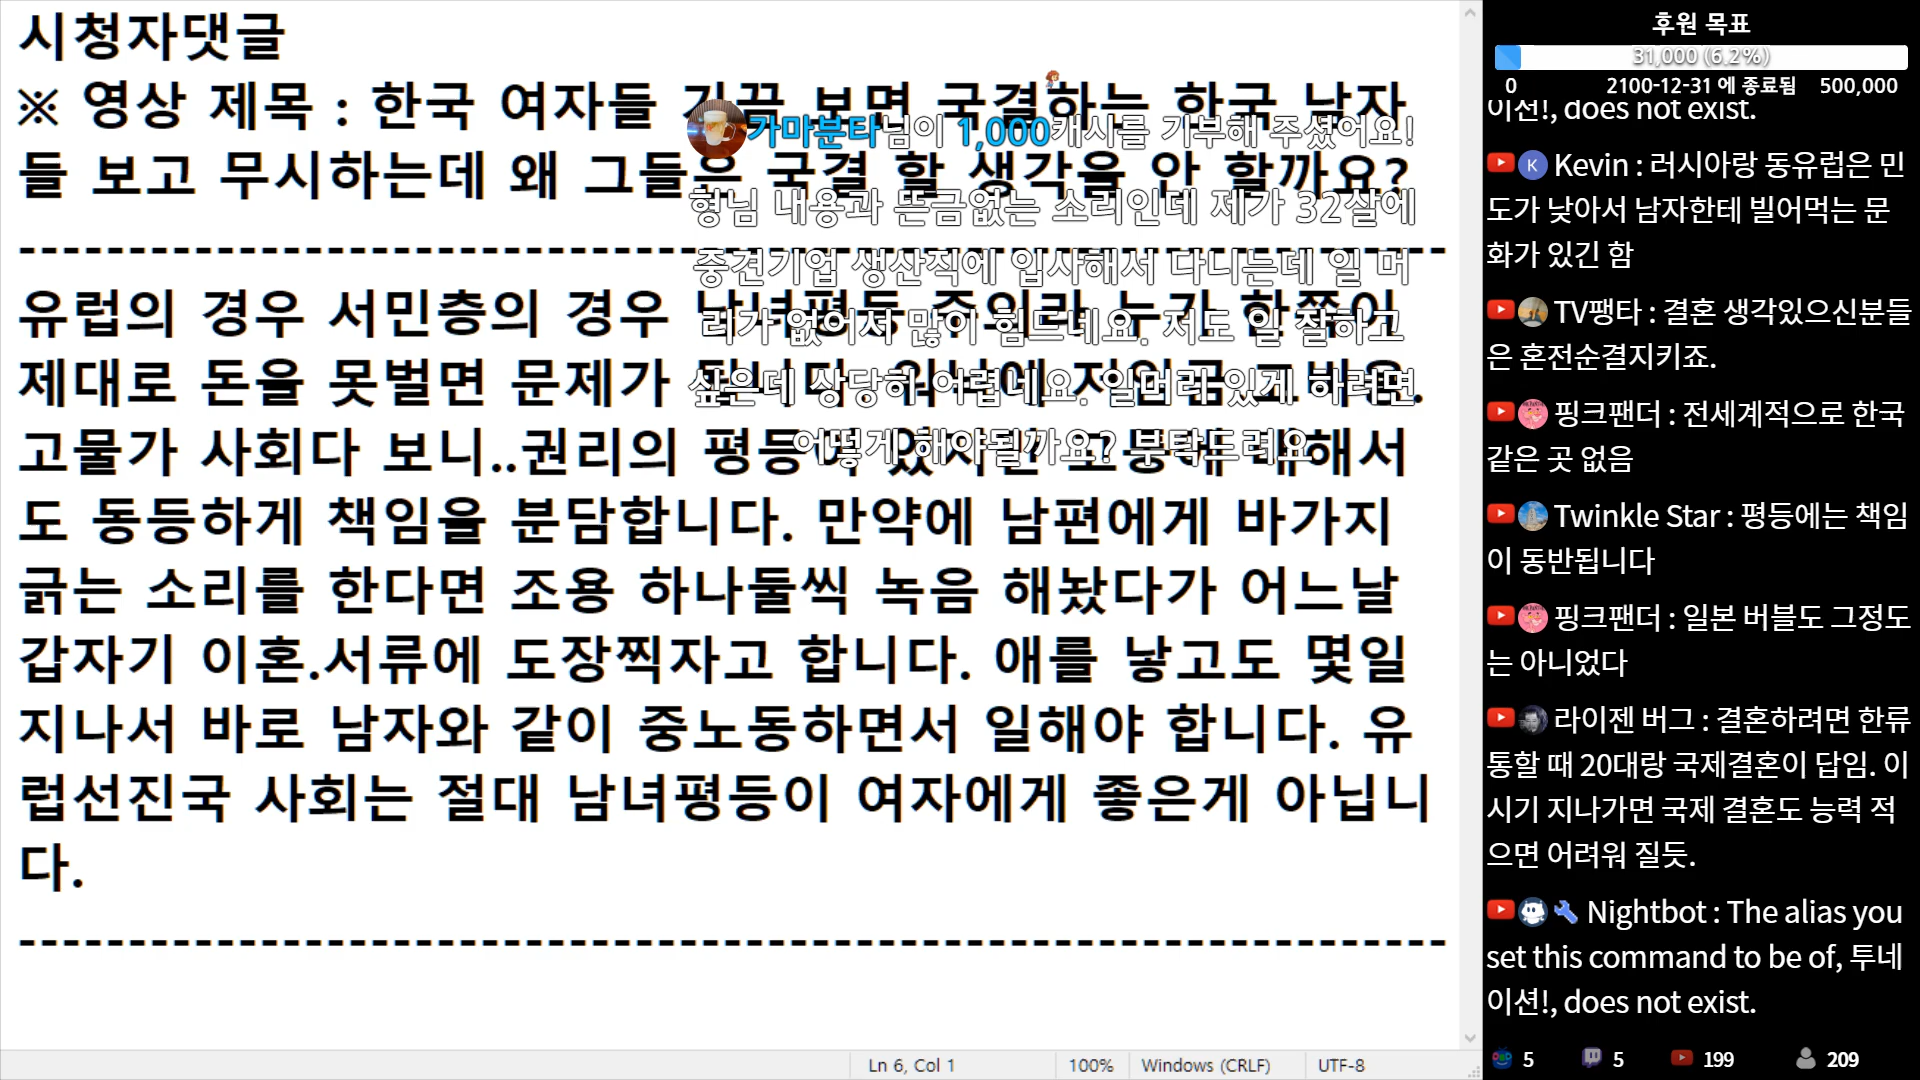 시청자댓글
※ 영상 제목 : 한국 여자들 가끔 보면 국결하는 한국 남자
들 보고 무시하는데 왜 그들은 국결 할 생각을 안 할까요?
가마분타님이 1,000캐시를 기부해 주셨어요!
형님 내용과 뜬금없는 소리인데 제가 32살에
중견기업 생산직에 입사해서 다니는데 일 머
리가 없어서 많이 힘드네요. 저도 일 잘하고
싶은데 상당히 어렵네요. 일머리 있게 하려면
어떻게 해야될까요? 부탁드려요
유럽의 경우 서민층의 경우 남녀평등 주의라 누가 한쪽이
제대로 돈을 못벌면 문제가
고물가 사회다 보니..권리의 평등이 있지만 노동에 대해서
도 동등하게 책임을 분담합니다. 만약에 남편에게 바가지
긁는 소리를 한다면 조용 하나둘씩 녹음 해놨다가 어느날
갑자기 이혼.서류에 도장찍자고 합니다. 애를 낳고도 몇일
지나서 바로 남자와 같이 중노동하면서 일해야 합니다. 유
럽선진국 사회는 절대 남녀평등이 여자에게 좋은게 아닙니
다.
Ln 6, Col 1 100% Windows (CRLF) UTF-8
후원 목표
31,000 (6.2%)
0 2100-12-31 에 종료됨 500,000
이션!, does not exist.
Kevin : 러시아랑 동유럽은 민
도가 낮아서 남자한테 빌어먹는 문
화가 있긴 함
TV팽타 : 결혼 생각있으신분들
은 혼전순결지키죠.
핑크팬더 : 전세계적으로 한국
같은 곳 없음
Twinkle Star : 평등에는 책임
이 동반됩니다
핑크팬더 : 일본 버블도 그정도
는 아니었다
라이젠 버그 : 결혼하려면 한류
통할 때 20대랑 국제결혼이 답임. 이
시기 지나가면 국제 결혼도 능력 적
으면 어려워 질듯.
Nightbot : The alias you
set this command to be of, 투네
이션!, does not exist.
5 5 199 209